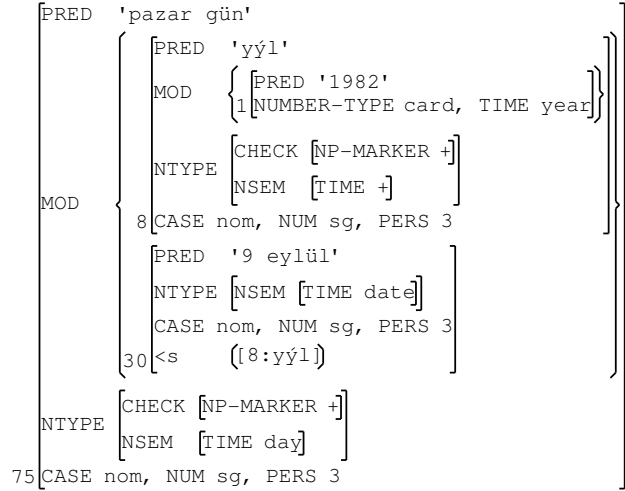 PRED 'pazar gün'
PRED 'yýl'
PRED '1982'
MOD
1 NUMBER-TYPE card, TIME year
CHECK [NP-MARKER +]
NTYPE
NSEM [TIME +]
MOD
8 CASE nom, NUM sg, PERS 3
PRED '9 eylül'
NTYPE [NSEM [TIME date]]
CASE nom, NUM sg, PERS 3
30 <s ([8:yýl])
CHECK [NP-MARKER +]
NTYPE
NSEM [TIME day]
75 CASE nom, NUM sg, PERS 3